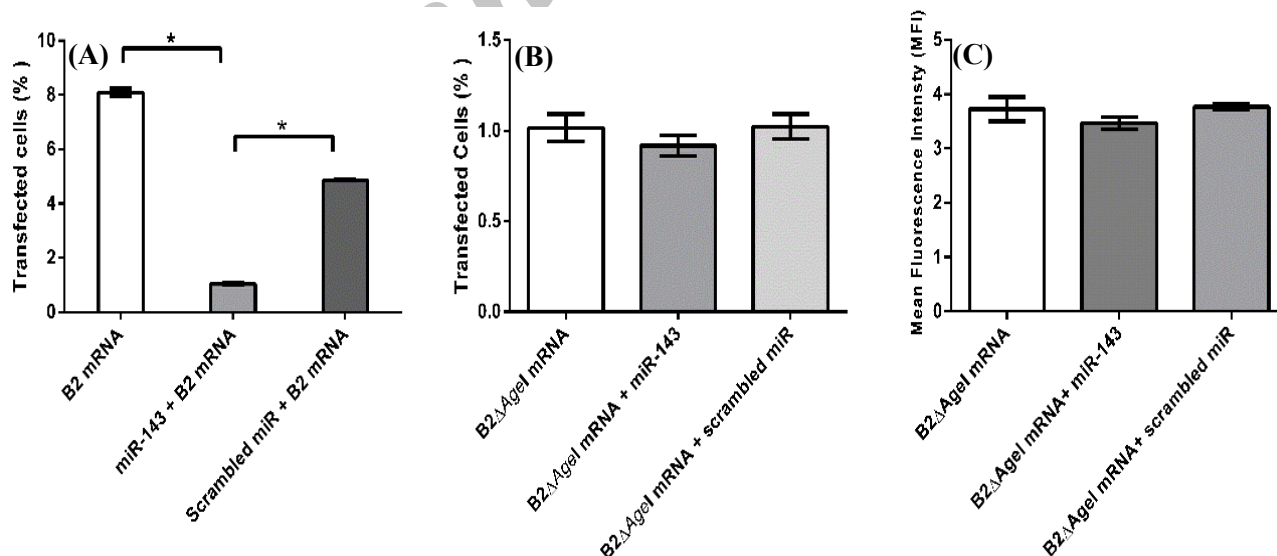 (A)
Transfected cells (% )
10
8
6
4
2
0
*
*
B2 mRNA
miR-143 + B2 mRNA
Scrambled miR + B2 mRNA
(B)
Transfected Cells (% )
1.5
1.0
0.5
0.0
B2ΔAgeI mRNA
B2ΔAgeI mRNA + miR-143
B2ΔAgeI mRNA + scrambled miR
(C)
Mean Fluorescence Intensty (MFI)
5
4
3
2
1
0
B2ΔAgeI mRNA
B2ΔAgeI mRNA+ miR-143
B2ΔAgeI mRNA+ scrambled miR